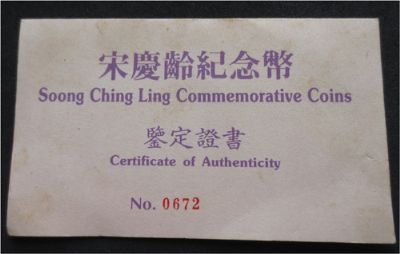 宋慶齡紀念幣
Soong Ching Ling Commemorative Coins
鑒定證書
Certificate of Authenticity
No. 0672